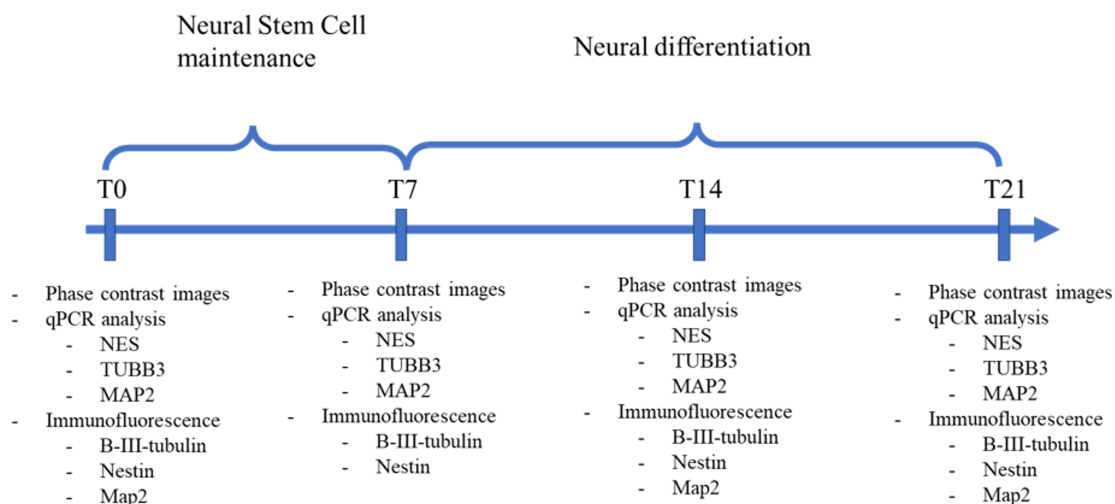 Neural Stem Cell
maintenance
Neural differentiation
T0
T7
T14
T21
- Phase contrast images
- qPCR analysis
- NES
- TUBB3
- MAP2
- Immunofluorescence
- B-III-tubulin
- Nestin
- Map2
- Phase contrast images
- qPCR analysis
- NES
- TUBB3
- MAP2
- Immunofluorescence
- B-III-tubulin
- Nestin
- Phase contrast images
- qPCR analysis
- NES
- TUBB3
- MAP2
- Immunofluorescence
- B-III-tubulin
- Nestin
- Map2
- Phase contrast images
- qPCR analysis
- NES
- TUBB3
- MAP2
- Immunofluorescence
- B-III-tubulin
- Nestin
- Map2